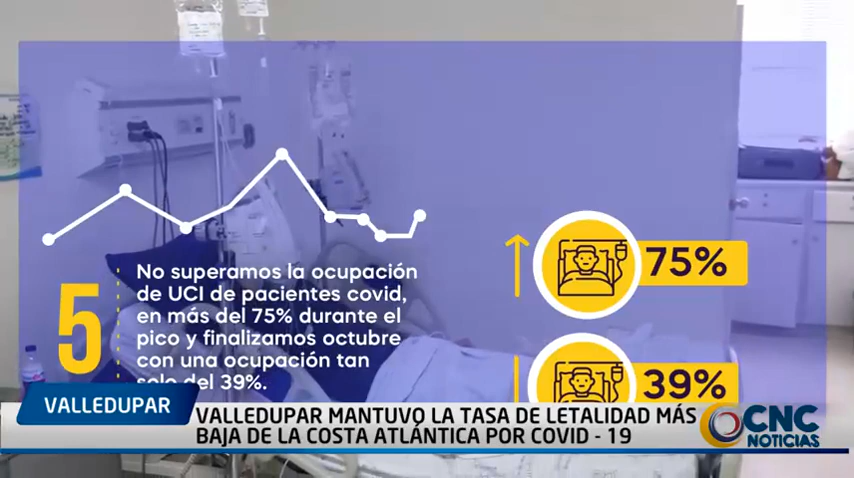 5
No superamos la ocupación
de UCI de pacientes covid,
en más del 75% durante el
pico y finalizamos octubre
con una ocupación tan
solo del 39%.
75%
39%
VALLEDUPAR
VALLEDUPAR MANTUVO LA TASA DE LETALIDAD MÁS
BAJA DE LA COSTA ATLÁNTICA POR COVID - 19
CNC
NOTICIAS